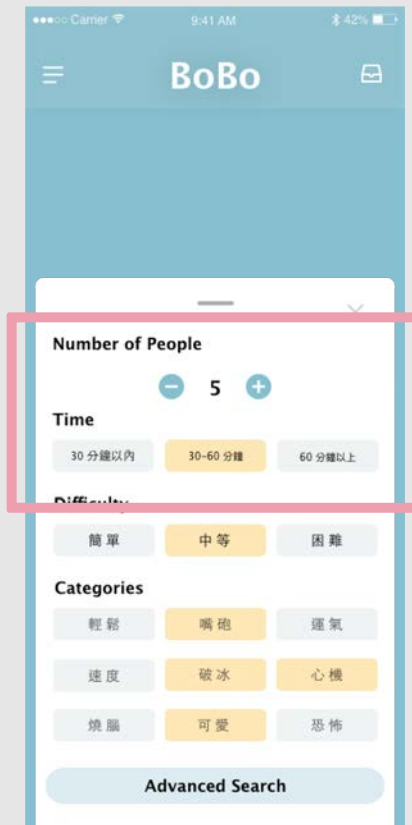 Carrier 9:41 AM 42%
BoBo
Number of People
5
Time
30 分鐘以內 30-60 分鐘 60 分鐘以上
Difficulty
簡單 中等 困難
Categories
輕鬆 嘴砲 運氣
速度 破冰 心機
燒腦 可愛 恐怖
Advanced Search